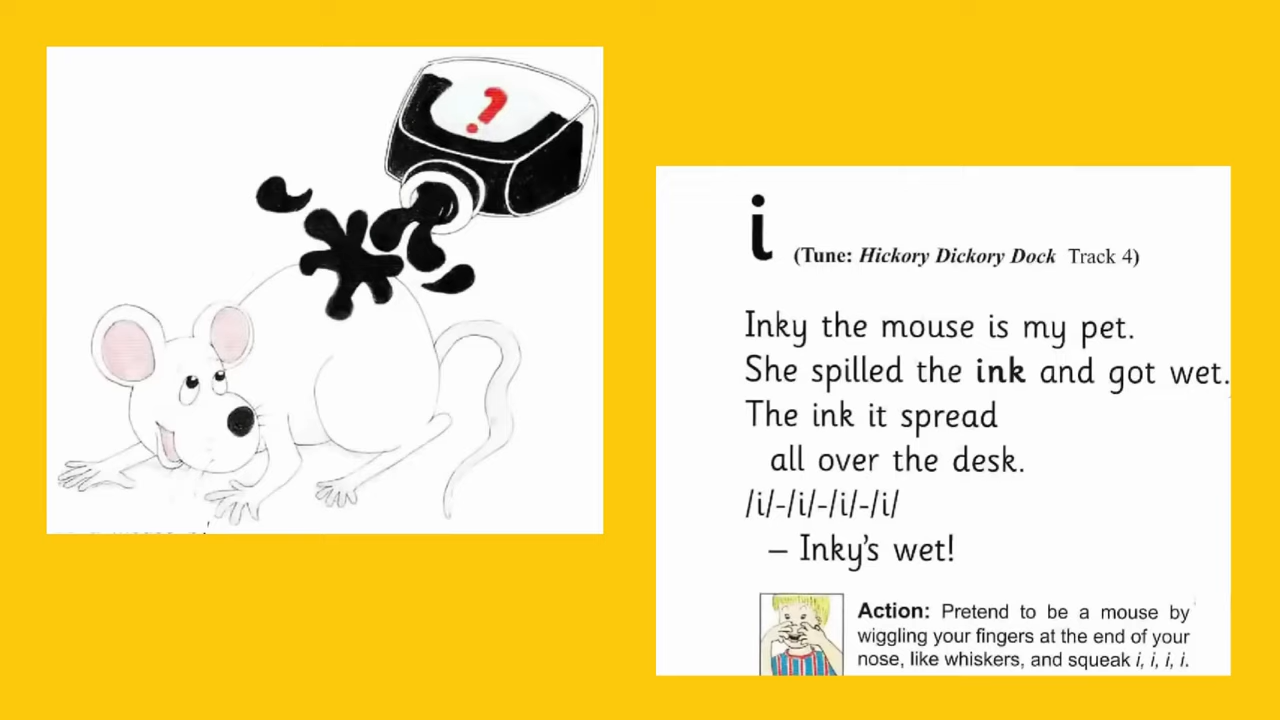 ?
i
(Tune: Hickory Dickory Dock Track 4)
Inky the mouse is my pet.
She spilled the ink and got wet.
The ink it spread
all over the desk.
/i/-/i/-/i/-/i/
– Inky's wet!
Action: Pretend to be a mouse by
wiggling your fingers at the end of your
nose, like whiskers, and squeak i, i, i, i.